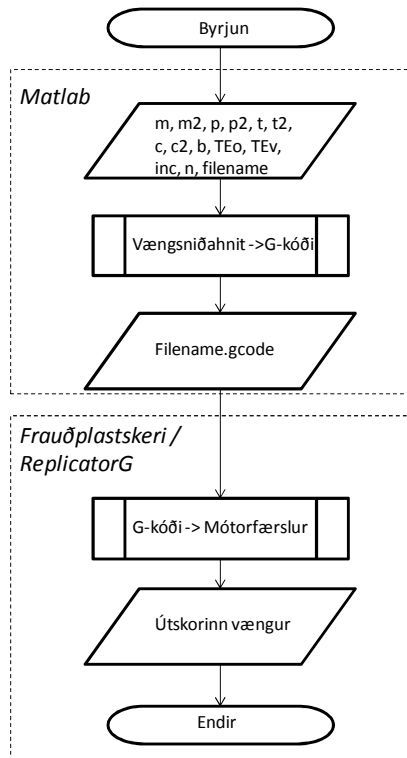 Byrjun
Matlab
m, m2, p, p2, t, t2,
c, c2, b, TEo, TEv,
inc, n, filename
Vængsniðahnit ->G-kóði
Filename.gcode
Frauðplastskeri /
ReplicatorG
G-kóði -> Mótorfærslur
Útskorinn vængur
Endir